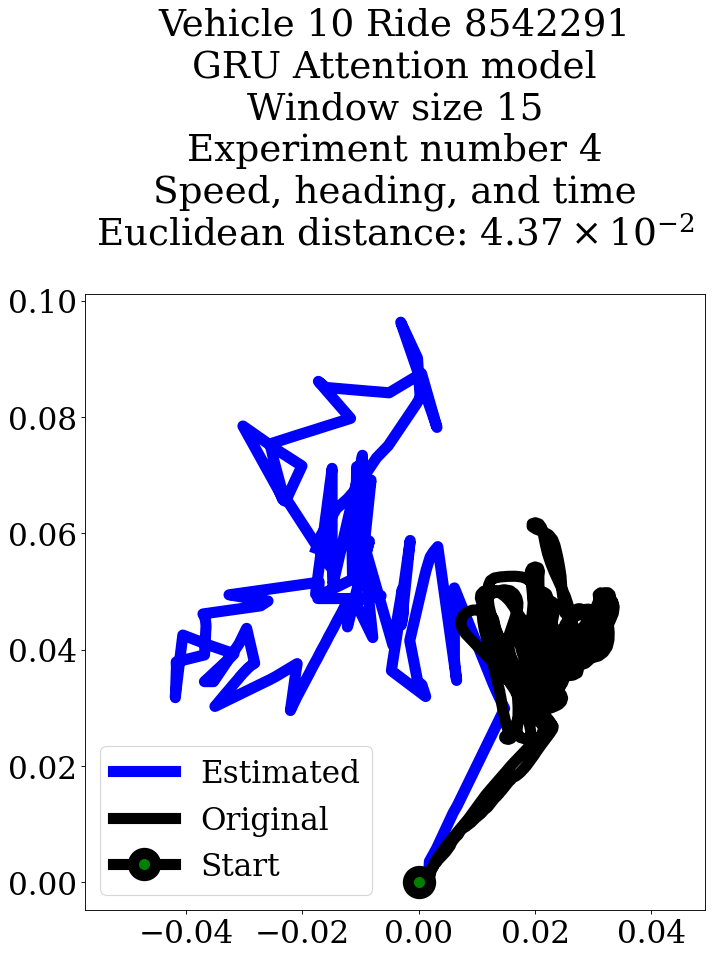 Vehicle 10 Ride 8542291
GRU Attention model
Window size 15
Experiment number 4
Speed, heading, and time
Euclidean distance: 4.37 × 10⁻²
0.10
0.08
0.06
0.04
0.02
0.00
Estimated
Original
Start
−0.04 −0.02 0.00 0.02 0.04